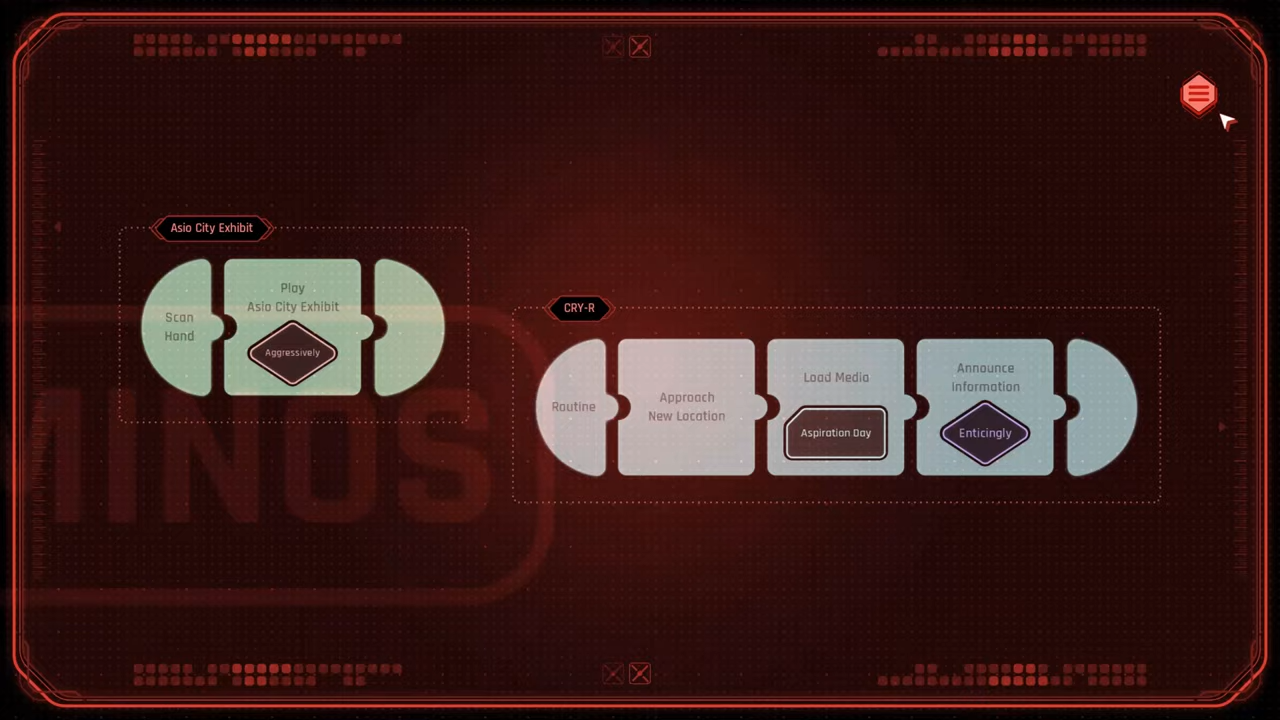 Asio City Exhibit
Scan
Hand
Play
Asio City Exhibit
Aggressively
CRY-R
Routine
Approach
New Location
Load Media
Aspiration Day
Announce
Information
Enticingly
MINOS